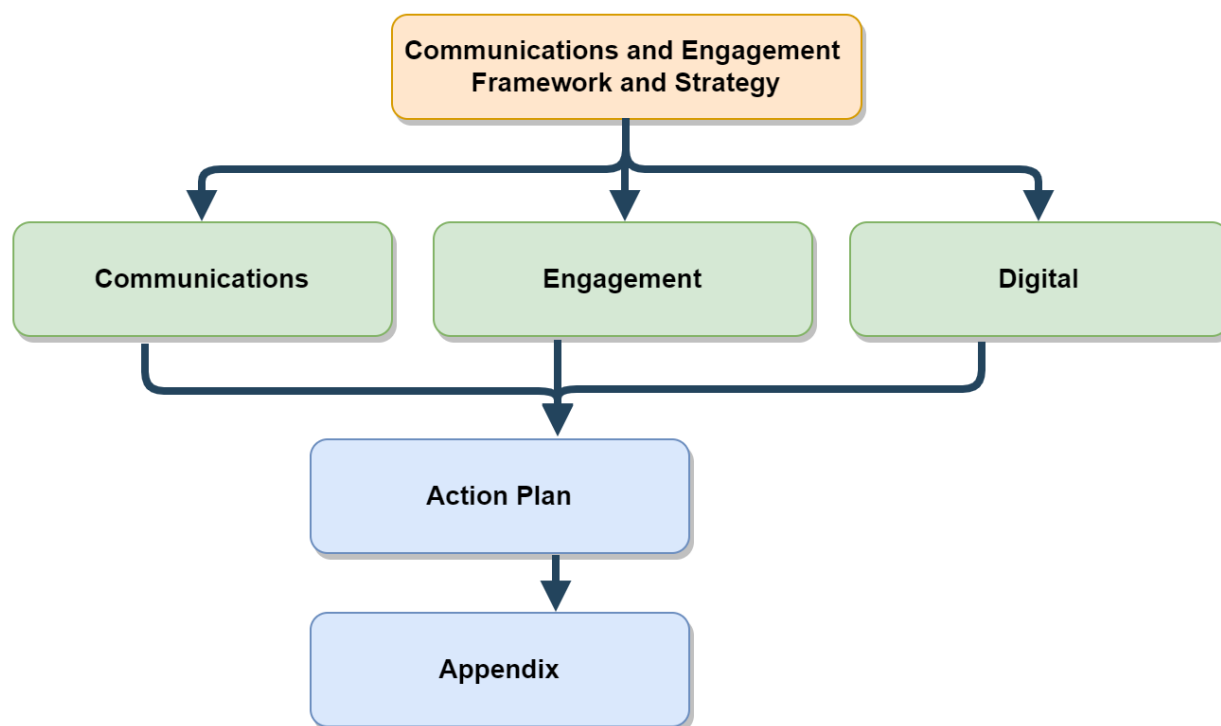 Communications and Engagement
Framework and Strategy
Communications
Engagement
Digital
Action Plan
Appendix